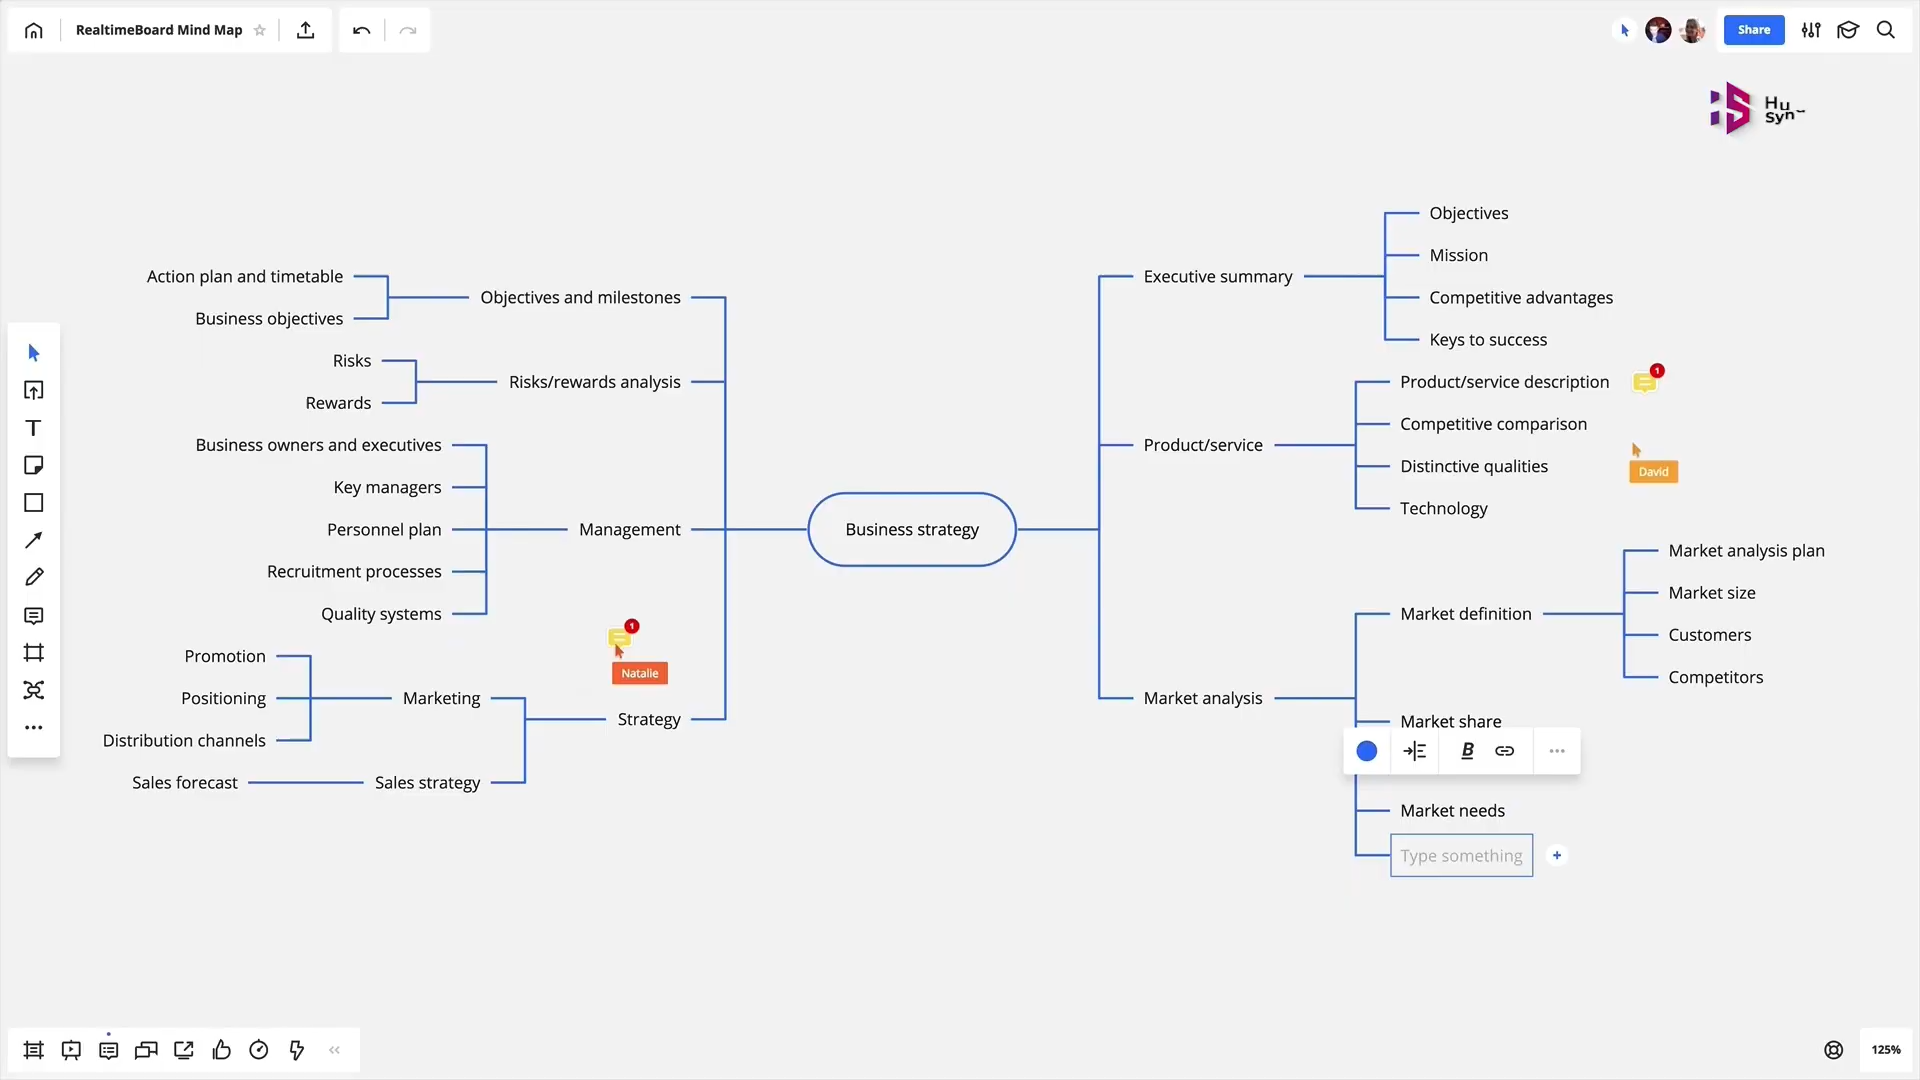 RealtimeBoard Mind Map
Share
Hu
Syn
Objectives
Mission
Competitive advantages
Keys to success
Executive summary
Action plan and timetable
Business objectives
Objectives and milestones
Risks
Rewards
Risks/rewards analysis
Product/service description
1
Competitive comparison
Distinctive qualities
Technology
Product/service
David
Business owners and executives
Key managers
Personnel plan
Recruitment processes
Quality systems
Management
Business strategy
Market analysis plan
Market size
Customers
Competitors
Market definition
1
Natalie
Promotion
Positioning
Distribution channels
Marketing
Strategy
Sales forecast
Sales strategy
Market analysis
Market share
B
Market needs
Type something
T
125%